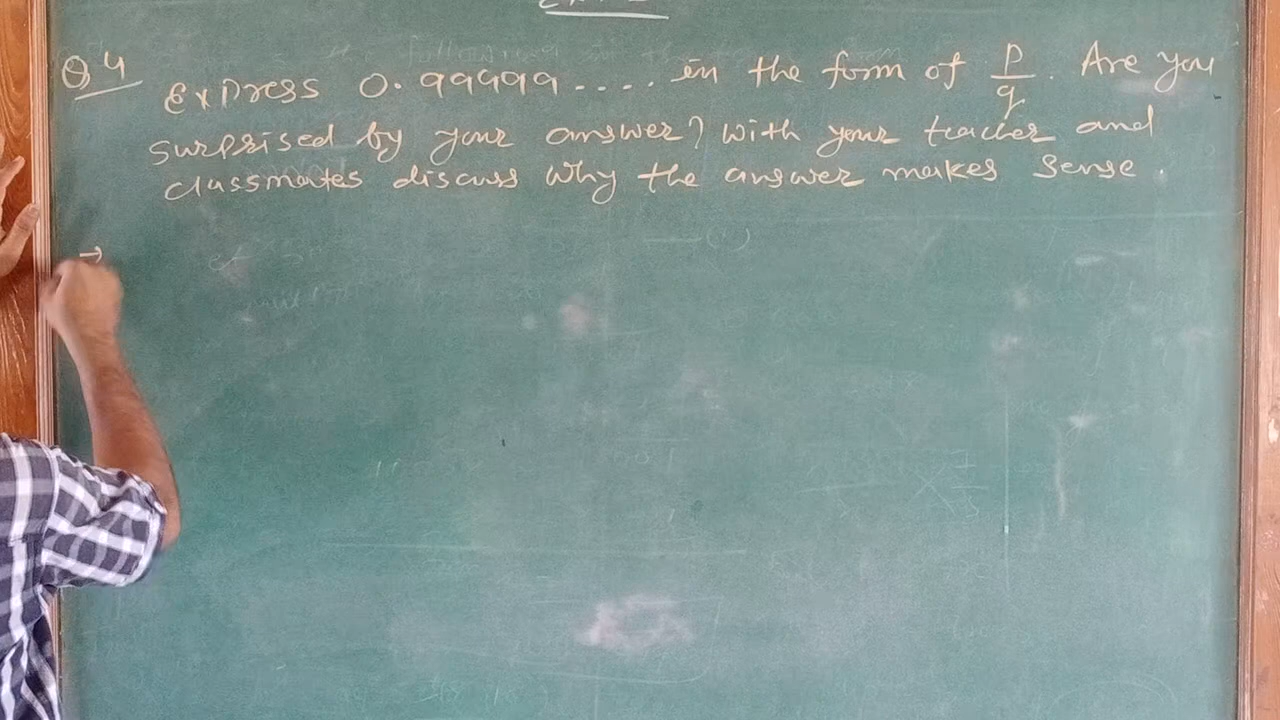 Q 4 Express 0.99999.... in the form of p/q. Are you
surprised by your answer? With your teacher and
classmates discuss why the answer makes sense.
→